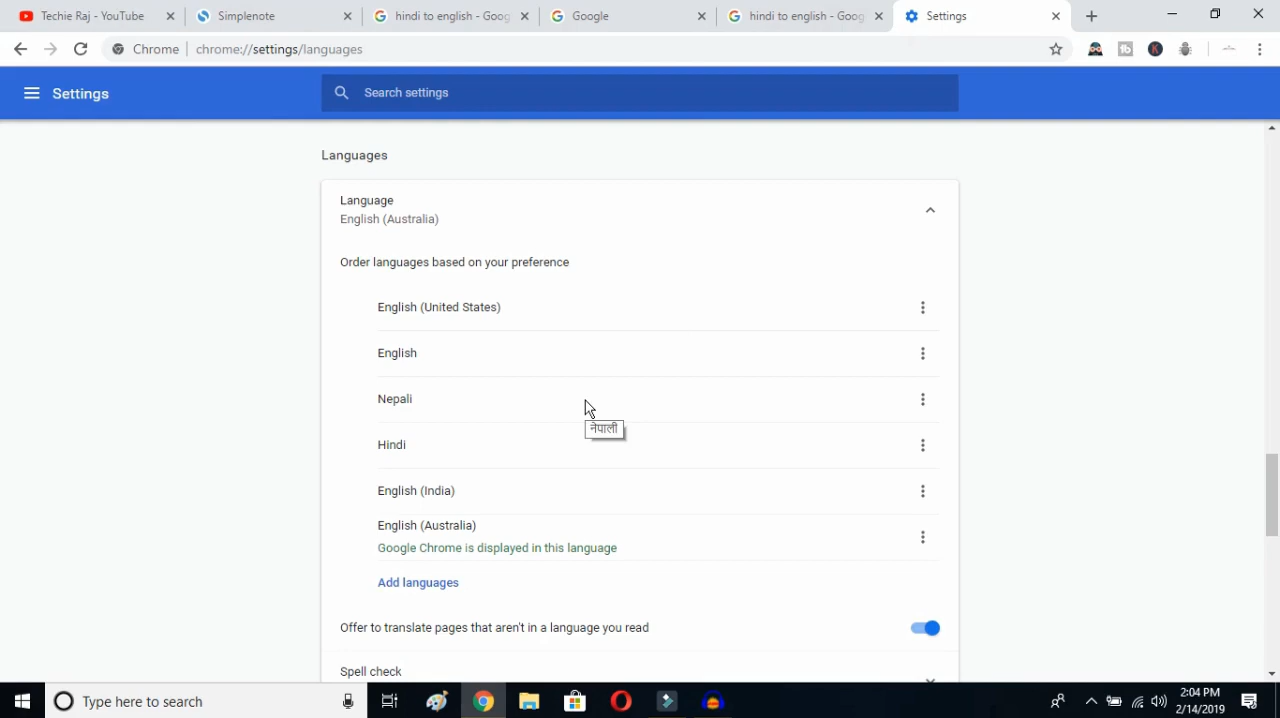 Techie Raj - YouTube
Simplenote
hindi to english - Goog
Google
hindi to english - Goog
Settings
Chrome
chrome://settings/languages
Settings
Search settings
Languages
Language
English (Australia)
Order languages based on your preference
English (United States)
English
Nepali
नेपाली
Hindi
English (India)
English (Australia)
Google Chrome is displayed in this language
Add languages
Offer to translate pages that aren't in a language you read
Spell check
Type here to search
2:04 PM
2/14/2019